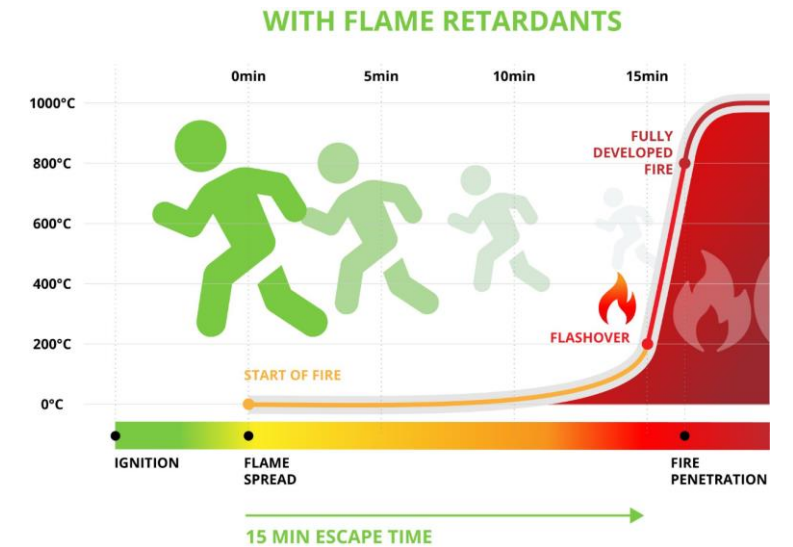 WITH FLAME RETARDANTS
0min 5min 10min 15min
1000°C
800°C
600°C
400°C
200°C
0°C
FULLY
DEVELOPED
FIRE
FLASHOVER
START OF FIRE
IGNITION
FLAME
SPREAD
FIRE
PENETRATION
15 MIN ESCAPE TIME